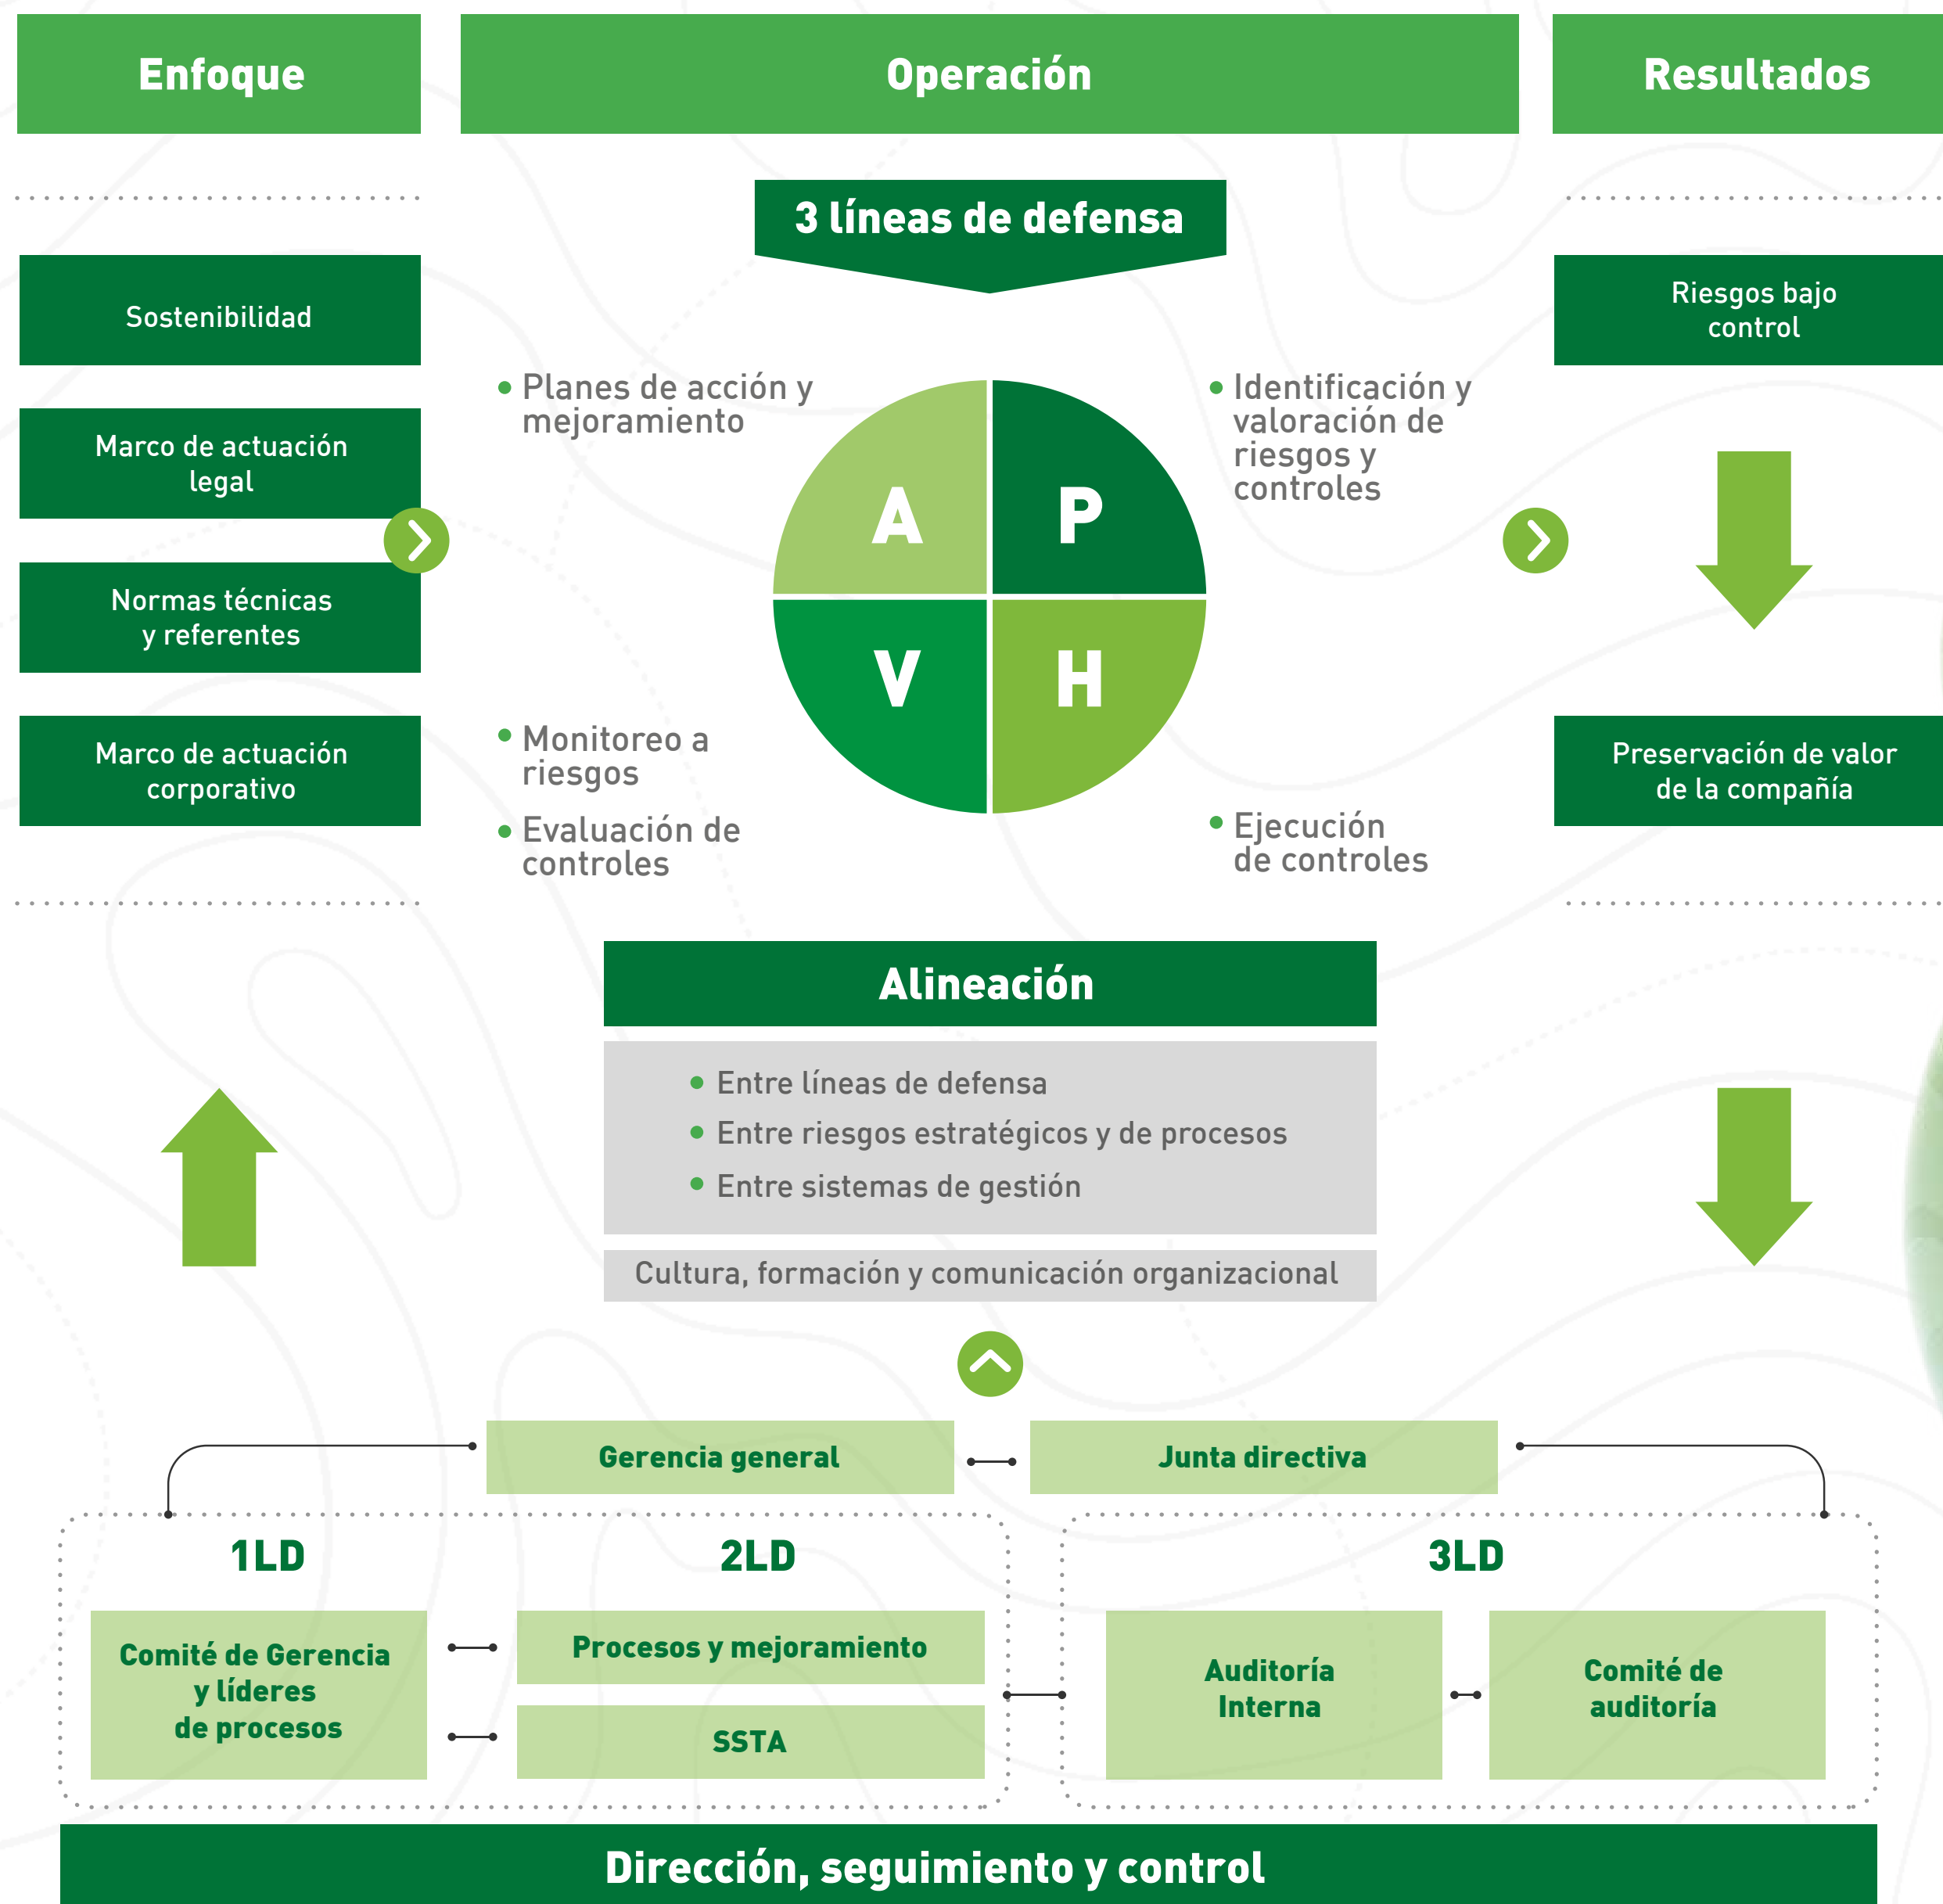 Enfoque
Operación
Resultados
3 líneas de defensa
Sostenibilidad
Marco de actuación
legal
Normas técnicas
y referentes
Marco de actuación
corporativo
Planes de acción y
mejoramiento
Identificación y
valoración de
riesgos y
controles
A
P
V
H
Monitoreo a
riesgos
Evaluación de
controles
Ejecución
de controles
Riesgos bajo
control
Preservación de valor
de la compañía
Alineación
Entre líneas de defensa
Entre riesgos estratégicos y de procesos
Entre sistemas de gestión
Cultura, formación y comunicación organizacional
Gerencia general
Junta directiva
1LD
2LD
3LD
Comité de Gerencia
y líderes
de procesos
Procesos y mejoramiento
SSTA
Auditoría
Interna
Comité de
auditoría
Dirección, seguimiento y control